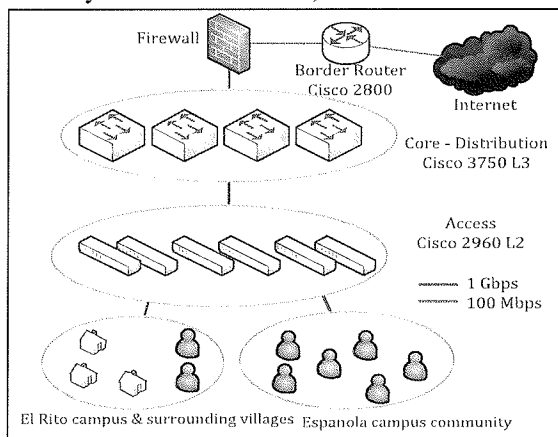 Firewall
Border Router
Cisco 2800
Internet
Core - Distribution
Cisco 3750 L3
Access
Cisco 2960 L2
1 Gbps
100 Mbps
El Rito campus & surrounding villages
Espanola campus community